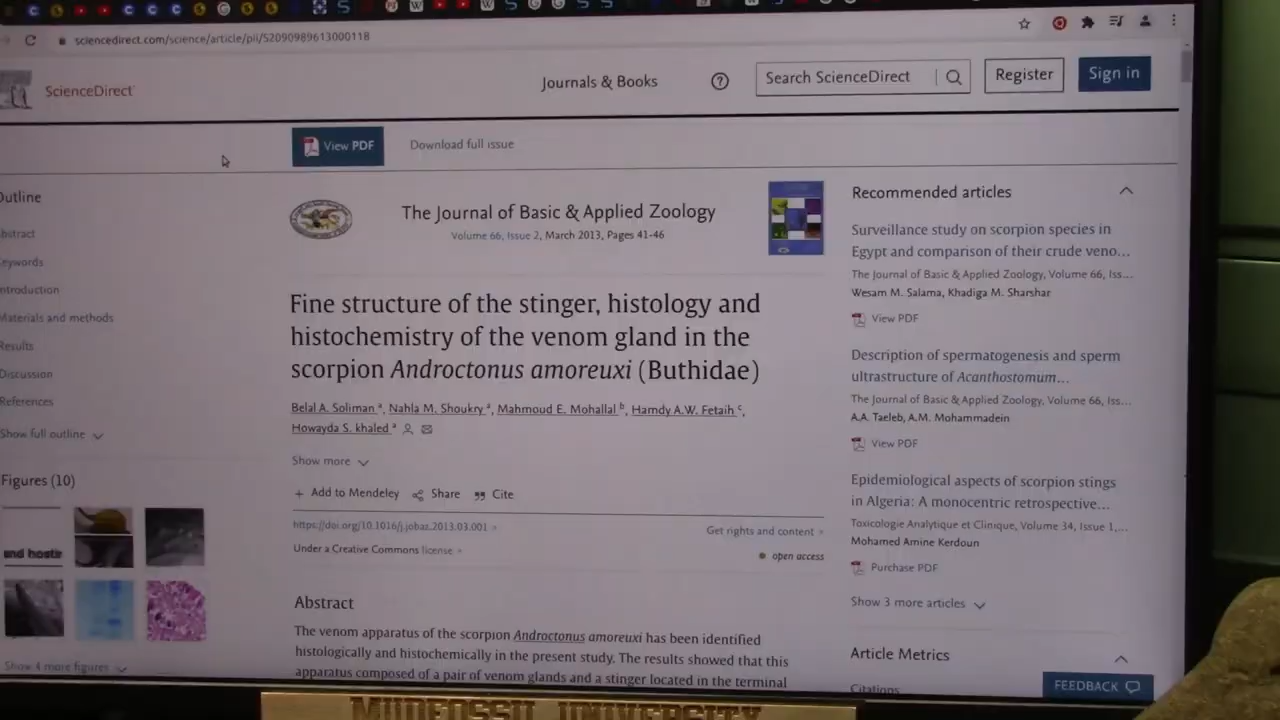 sciencedirect.com/science/article/pii/S2090989613000118
ScienceDirect
Journals & Books
Search ScienceDirect
Register
Sign in
View PDF
Download full issue
Outline
Abstract
Keywords
Introduction
Materials and methods
Results
Discussion
References
Show full outline
Figures (10)
and hostir
Show 4 more figures
The Journal of Basic & Applied Zoology
Volume 66, Issue 2, March 2013, Pages 41-46
Fine structure of the stinger, histology and
histochemistry of the venom gland in the
scorpion Androctonus amoreuxi (Buthidae)
Belal A. Soliman a, Nahla M. Shoukry a, Mahmoud E. Mohallal b, Hamdy A.W. Fetaih c,
Howayda S. khaled a
Show more
+ Add to Mendeley Share Cite
https://doi.org/10.1016/j.jobaz.2013.03.001
Get rights and content
Under a Creative Commons license
open access
Abstract
The venom apparatus of the scorpion Androctonus amoreuxi has been identified
histologically and histochemically in the present study. The results showed that this
apparatus composed of a pair of venom glands and a stinger located in the terminal
Recommended articles
Surveillance study on scorpion species in
Egypt and comparison of their crude veno...
The Journal of Basic & Applied Zoology, Volume 66, Iss...
Wesam M. Salama, Khadiga M. Sharshar
View PDF
Description of spermatogenesis and sperm
ultrastructure of Acanthostomum...
The Journal of Basic & Applied Zoology, Volume 66, Iss...
A.A. Taeleb, A.M. Mohammadein
View PDF
Epidemiological aspects of scorpion stings
in Algeria: A monocentric retrospective...
Toxicologie Analytique et Clinique, Volume 34, Issue 1,...
Mohamed Amine Kerdoun
Purchase PDF
Show 3 more articles
Article Metrics
Citations
FEEDBACK
MUDFOSSIL UNIVERSITY